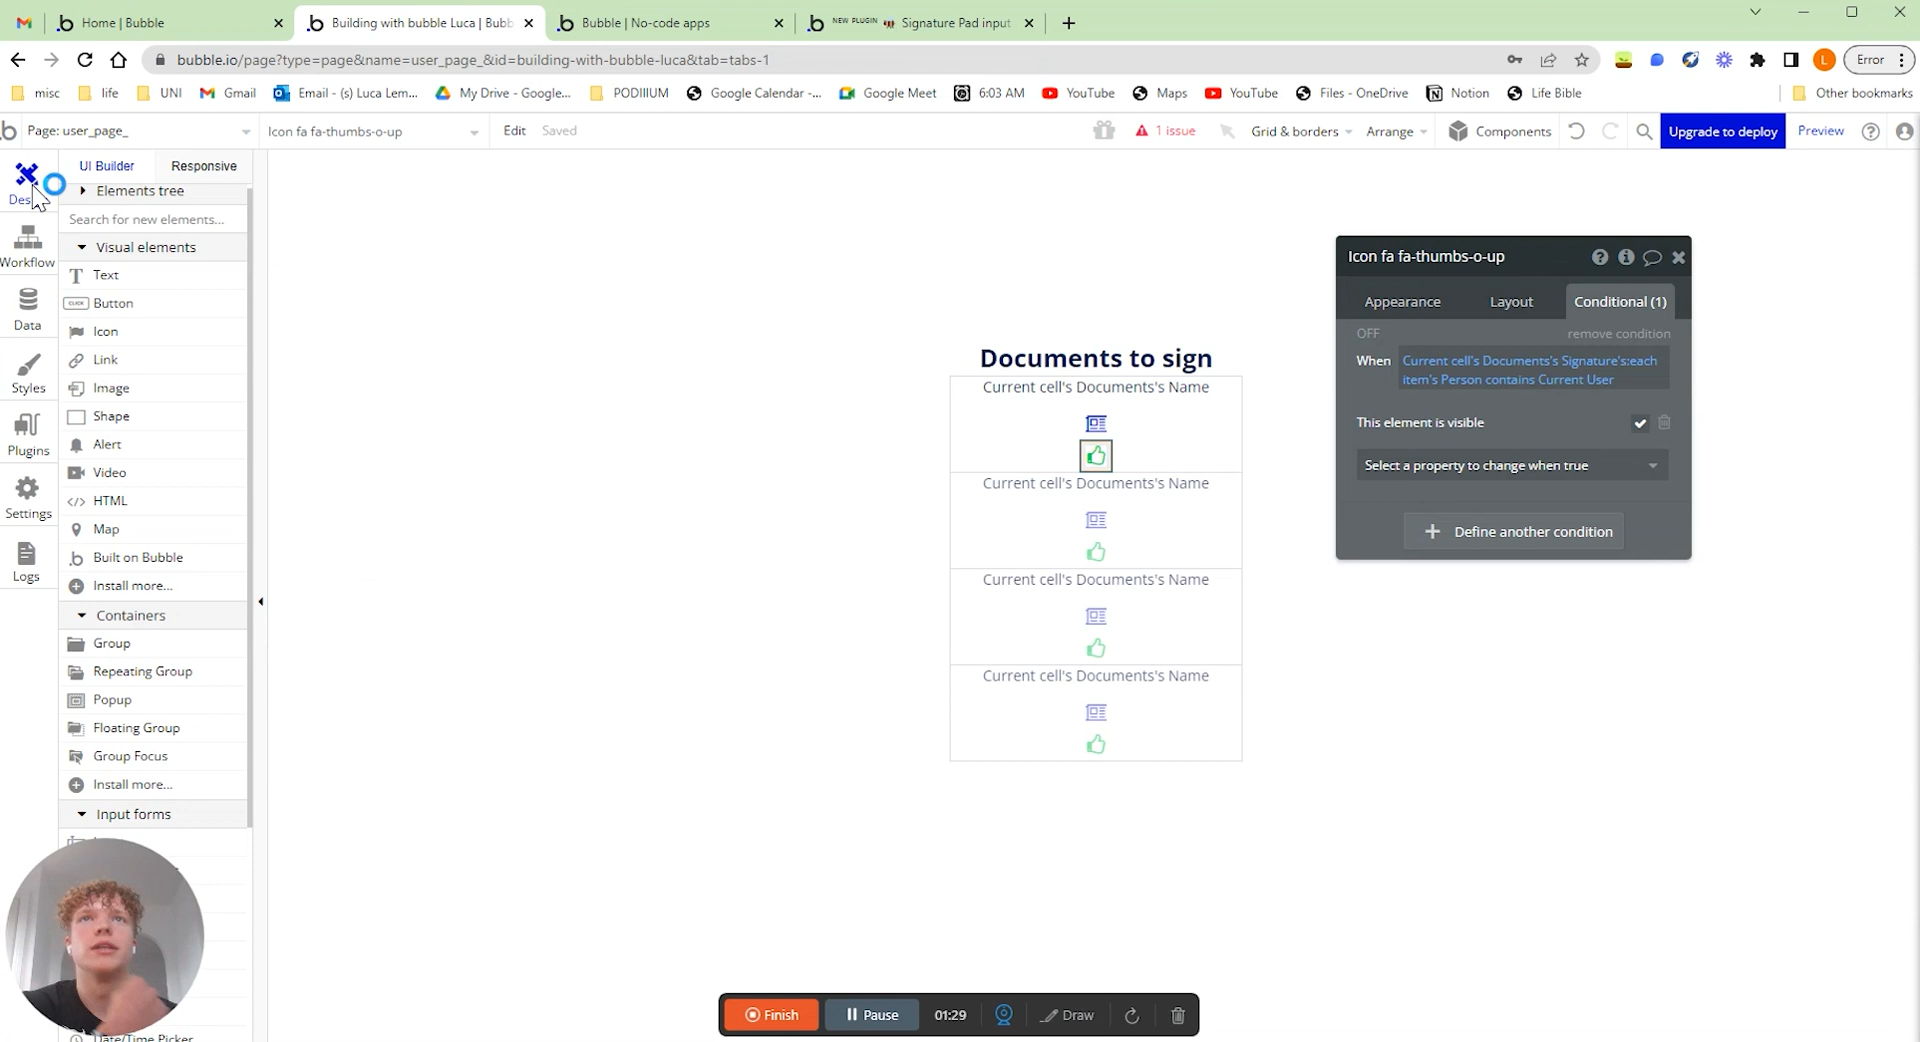 Home | Bubble
Building with bubble Luca | Bubb
Bubble | No-code apps
NEW PLUGIN Signature Pad input
bubble.io/page?type=page&name=user_page_&id=building-with-bubble-luca&tab=tabs-1
L
Error
misc
life
UNI
Gmail
Email - (s) Luca Lem...
My Drive - Google...
PODIIIUM
Google Calendar -...
Google Meet
6:03 AM
YouTube
Maps
YouTube
Files - OneDrive
Notion
Life Bible
Other bookmarks
Page: user_page_
Icon fa fa-thumbs-o-up
Edit
Saved
1 issue
Grid & borders
Arrange
Components
Upgrade to deploy
Preview
UI Builder
Responsive
Elements tree
Search for new elements...
Workflow
Data
Styles
Plugins
Settings
Logs
Visual elements
Text
CLICK
Button
Icon
Link
Image
Shape
Alert
Video
HTML
Map
Built on Bubble
Install more...
Containers
Group
Repeating Group
Popup
Floating Group
Group Focus
Install more...
Input forms
Date/Time Picker
Documents to sign
Current cell's Documents's Name
Current cell's Documents's Name
Current cell's Documents's Name
Current cell's Documents's Name
Icon fa fa-thumbs-o-up
Appearance
Layout
Conditional (1)
OFF
remove condition
When
Current cell's Documents's Signature's:each
item's Person contains Current User
This element is visible
Select a property to change when true
Define another condition
Finish
Pause
01:29
Draw